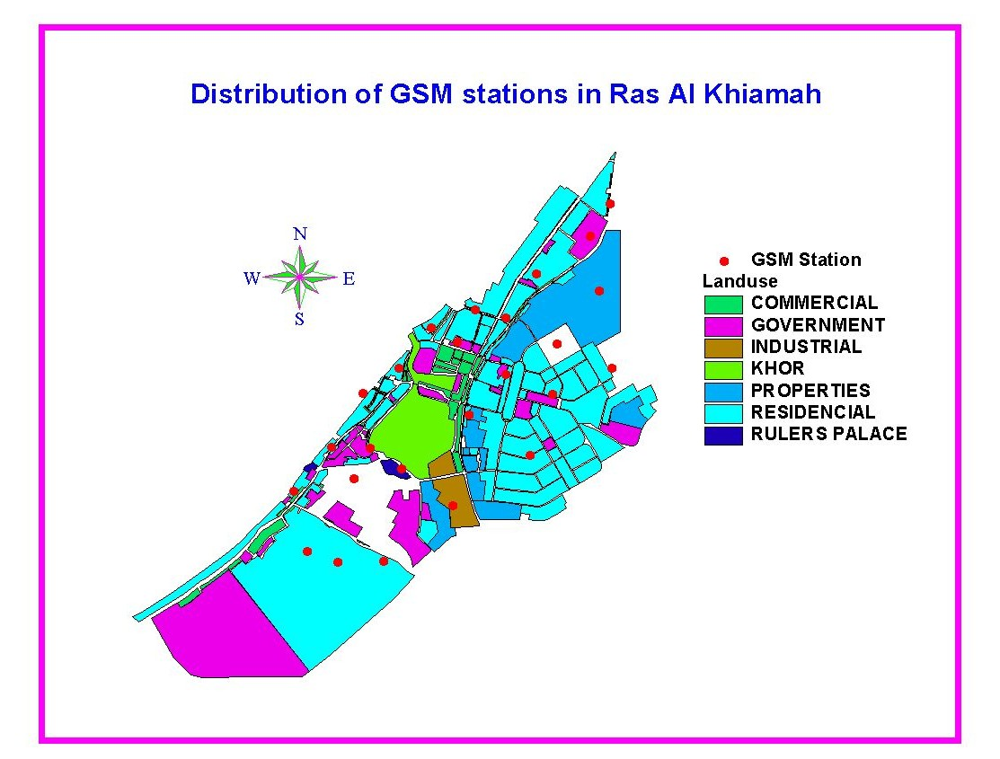 Distribution of GSM stations in Ras Al Khiamah
N
W E
S
GSM Station
Landuse
COMMERCIAL
GOVERNMENT
INDUSTRIAL
KHOR
PROPERTIES
RESIDENCIAL
RULERS PALACE